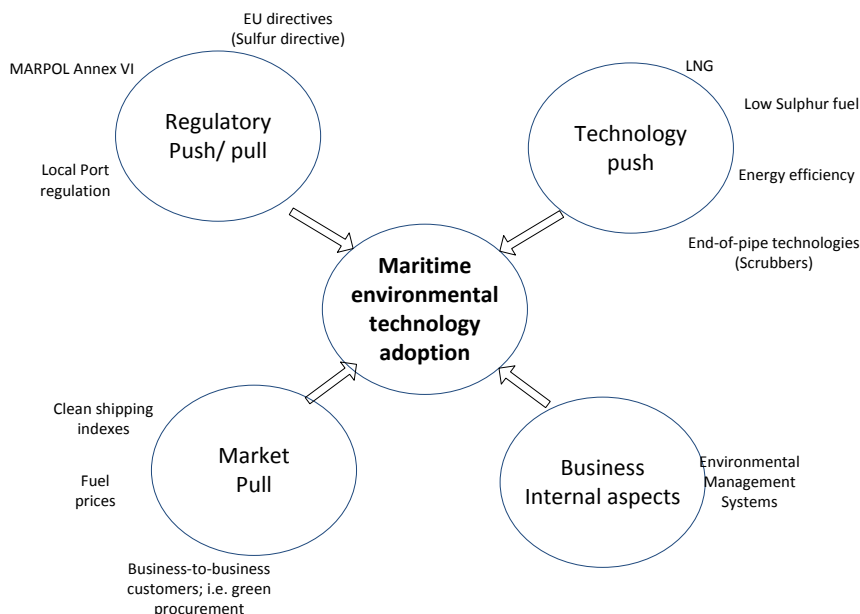 EU directives
(Sulfur directive)
MARPOL Annex VI
Regulatory
Push/ pull
Local Port
regulation
LNG
Low Sulphur fuel
Technology
push
Energy efficiency
End-of-pipe technologies
(Scrubbers)
Maritime
environmental
technology
adoption
Clean shipping
indexes
Market
Pull
Fuel
prices
Business-to-business
customers; i.e. green
procurement
Business
Internal aspects
Environmental
Management
Systems